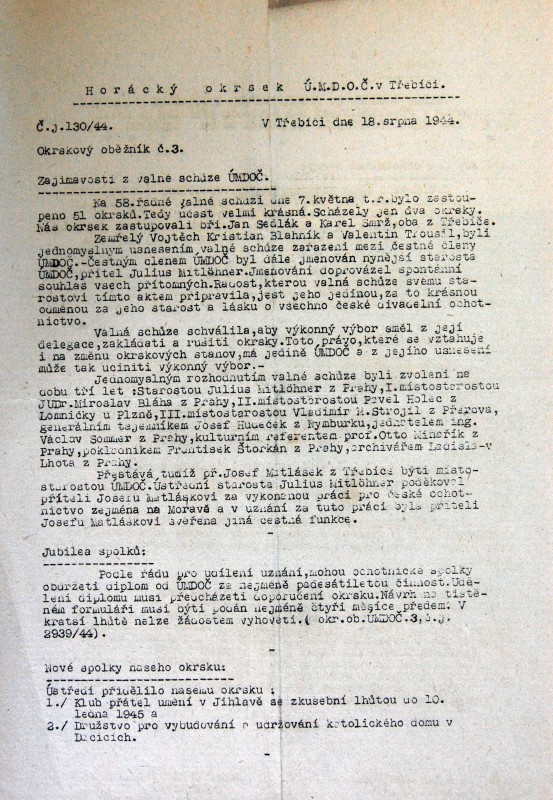 Horácký okrsek Ú.M.D.O.Č.v Třebíci.
Č.j.130/44. V Třebíci dne 18.srpna 1944.
Okrskový oběžník č.3.
Zajímavosti z valné schůze ÚMDOČ.
Na 58.řádné valné schůzi dne 7.května t.r.bylo zastou-
peno 51 okrsků.Tedy účast velmi krásná.Scházely jen dva okrsky.
Nás okrsek zastupovali bři.Jan Sedlák a Karel Smrž,oba z Třebíče.
Zemřelý Vojtěch Kristian Blahník a Valentin Trousil,byli
jednomyslným usnesením,valné schůze zařazeni mezi čestné členy
ÚMDOČ.-Čestným členem ÚMDOČ byl dále jmenován nynější starosta
ÚMDOČ,přítel Julius Mitlöhner.Jmenování doprovázel spontánní
souhlas všech přítomných.Radost,kterou valná schůze svému sta-
rostovi tímto aktem připravila,jest jeho jedinou,za to krásnou
odměnou za jeho starost a lásku o všechno české divadelní ochot-
nictvo.
Valná schůze schválila,aby výkonný výbor směl z její
delegace,zakládati a rušiti okrsky.Toto právo,které se vztahuje
i na změnu okrskových stanov,má jedině ÚMDOČ a z jejího usnesení
může tak učiniti výkonný výbor.-
Jednomyslným rozhodnutím valné schůze byli zvoleni na
dobu tří let :Starostou Julius Mitlöhner z Prahy,I.místostarostou
JUDr.Miroslav Bláha z Prahy,II.místostarostou Pavel Holec z
Lomničky u Plzně,III.místostarostou Vladimír M.Strojil z Přerova,
generálním tajemníkem Josef Hudeček z Nymburku,jednatelem ing.
Václav Sommer z Prahy,kulturním referentem prof.Otto Minařík z
Prahy,pokladníkem František Štorkán z Prahy,archivářem Ladislav
Lhota z Prahy.
Přestává tudíž př.Josef Matlásek z Třebíče býti místo-
starostou ÚMDOČ.Ústřední starosta Julius Mitlöhner poděkoval
příteli Josefu Matláskovi za vykonanou práci pro české ochot-
nictvo zejména na Moravě a v uznání za tuto práci byla příteli
Josefu Matláskovi svěřena jiná čestná funkce.
Jubilea spolků:
Podle řádu pro udílení uznání,mohou ochotnické spolky
obdržeti diplom od ÚMDOČ za nejméně padesátiletou činnost.Udě-
lení diplomu musí předcházeti doporučení okrsku.Návrh na tiště-
ném formuláři musí býti podán nejméně čtyři měsíce předem. V
kratší lhůtě nelze žádostem vyhověti.( okr.ob.ÚMDOČ.3,č.j.
2939/44).
-
Nové spolky našeho okrsku:
Ústředí přidělilo našemu okrsku :
1./ Klub přátel umění v Jihlavě se zkušební lhůtou do 10.
ledna 1945 a
2./ Družstvo pro vybudování a udržování katolického domu v
Dačicích.
-